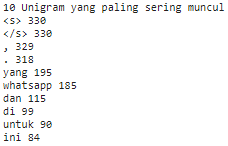 10 Unigram yang paling sering muncul
<s> 330
</s> 330
, 329
. 318
yang 195
whatsapp 185
dan 115
di 99
untuk 90
ini 84